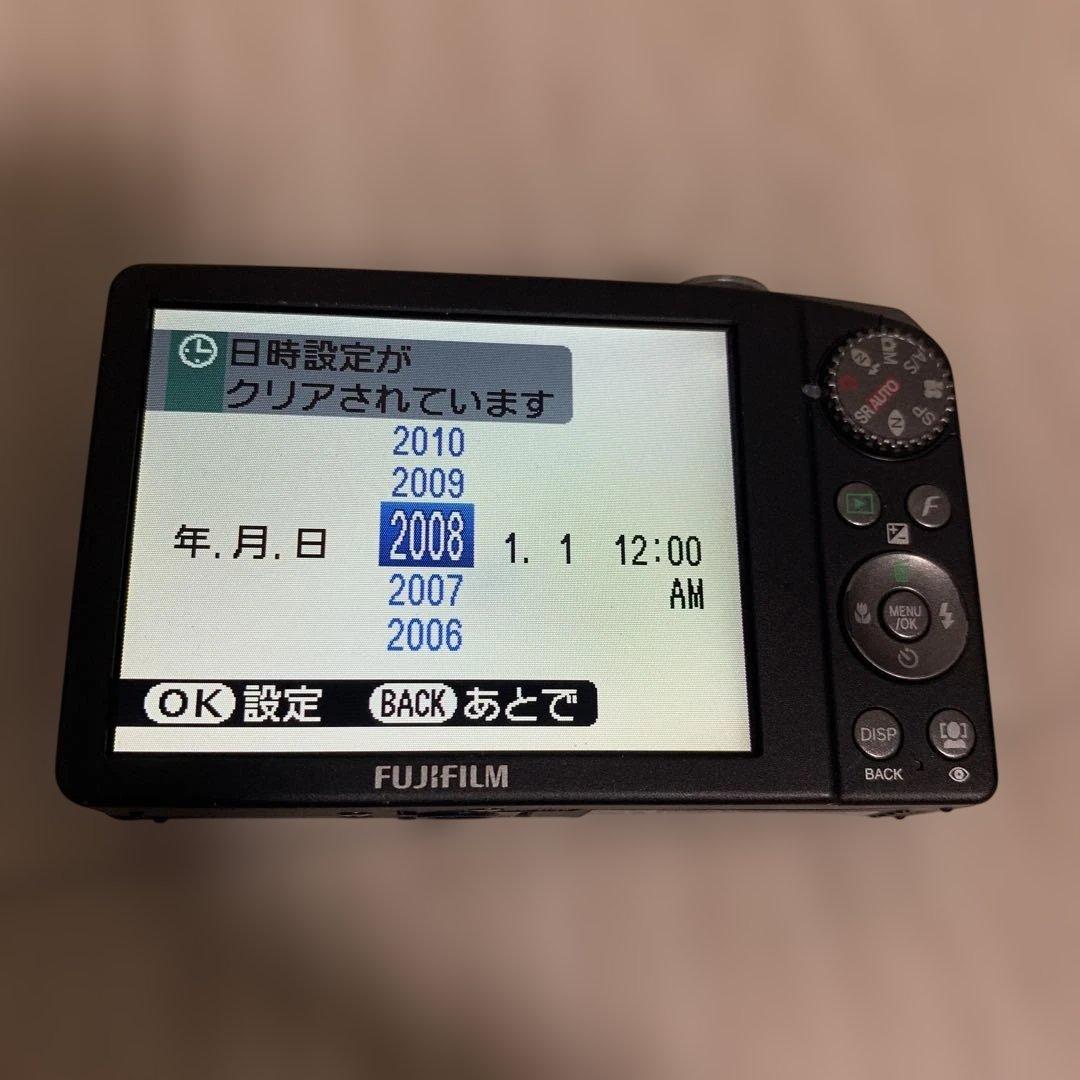 日時設定が
クリアされています
2010
2009
年.月.日 2008 1. 1 12:00
2007 AM
2006
OK 設定 BACK あとで
FUJIFILM
M A/S
SP
N
SR AUTO
N
F
MENU
/OK
DISP
BACK